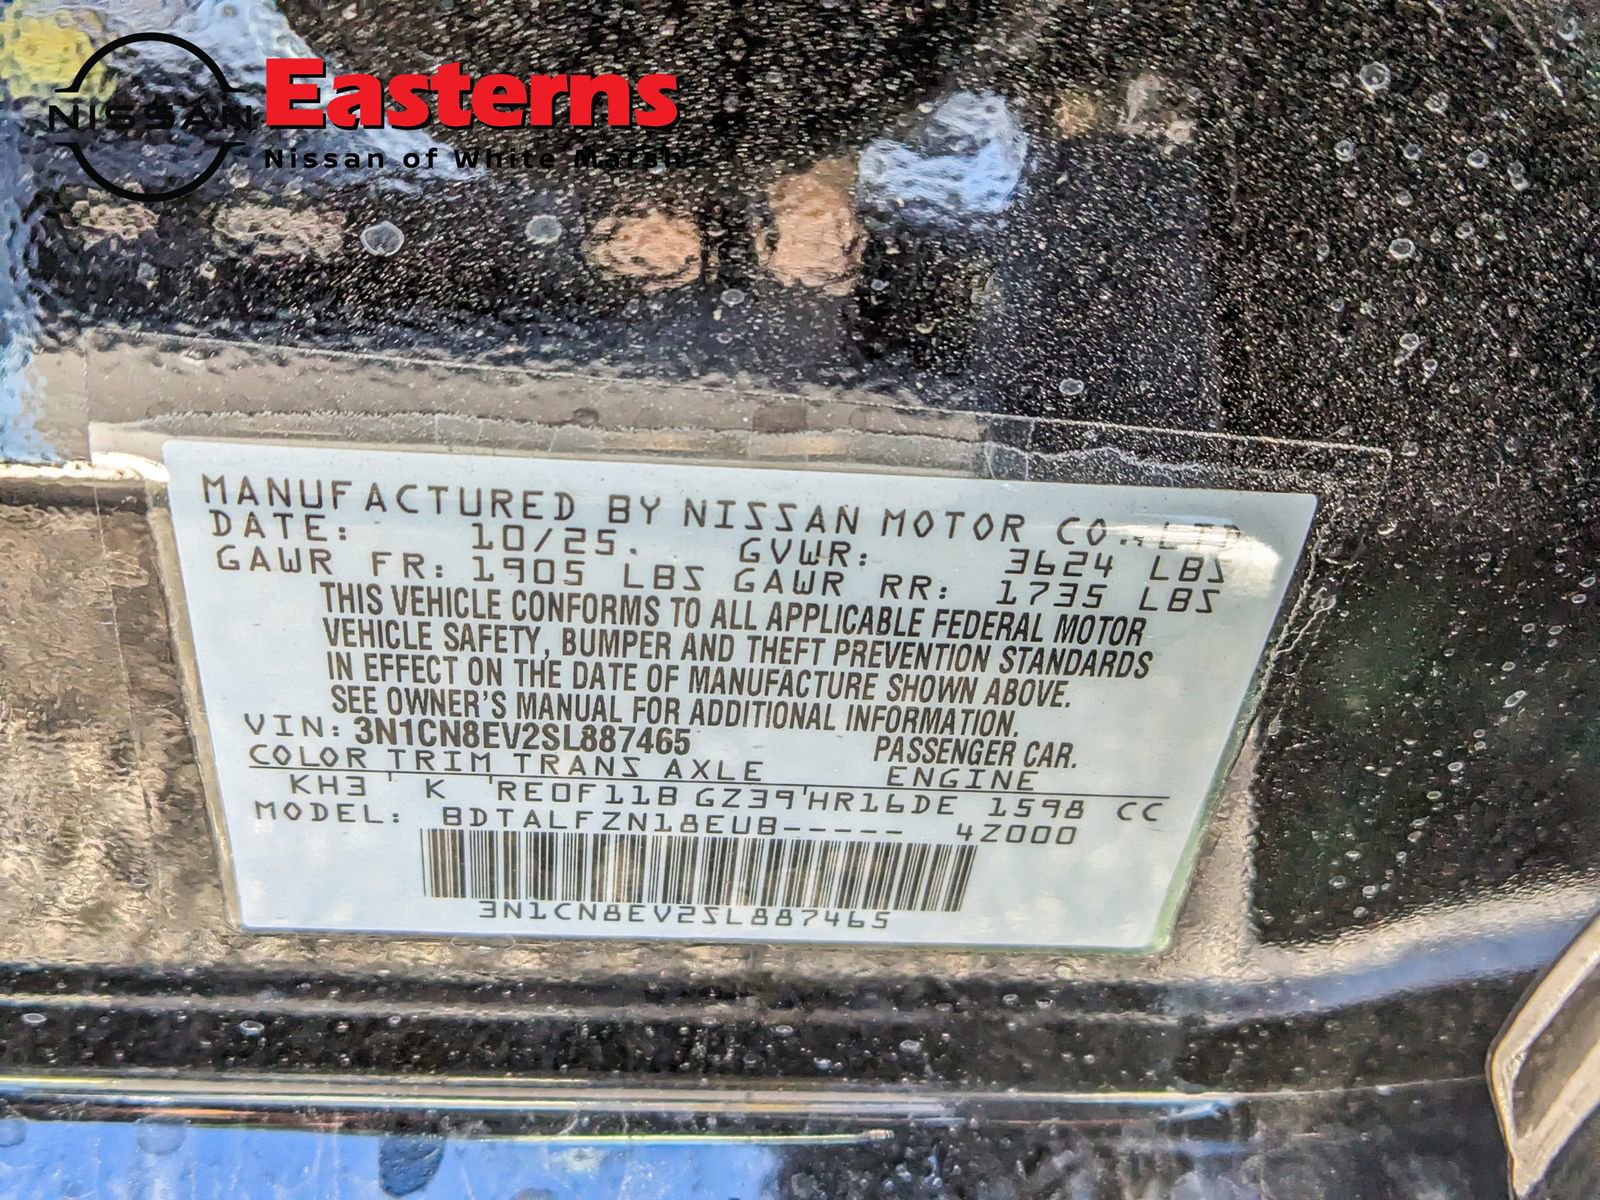 NISSAN
Easterns
Nissan of White Marsh
MANUFACTURED BY NISSAN MOTOR CO., LTD
DATE: 10/25. GVWR: 3624 LBS
GAWR FR: 1905 LBS GAWR RR: 1735 LBS
THIS VEHICLE CONFORMS TO ALL APPLICABLE FEDERAL MOTOR
VEHICLE SAFETY, BUMPER AND THEFT PREVENTION STANDARDS
IN EFFECT ON THE DATE OF MANUFACTURE SHOWN ABOVE.
SEE OWNER'S MANUAL FOR ADDITIONAL INFORMATION.
VIN: 3N1CN8EV2SL887465 PASSENGER CAR.
COLOR TRIM TRANS AXLE ENGINE
KH3 K RE0F11B GZ39 HR16DE 1598 CC
MODEL: BDTALFZN18EUB----- 4Z000
3N1CN8EV2SL887465